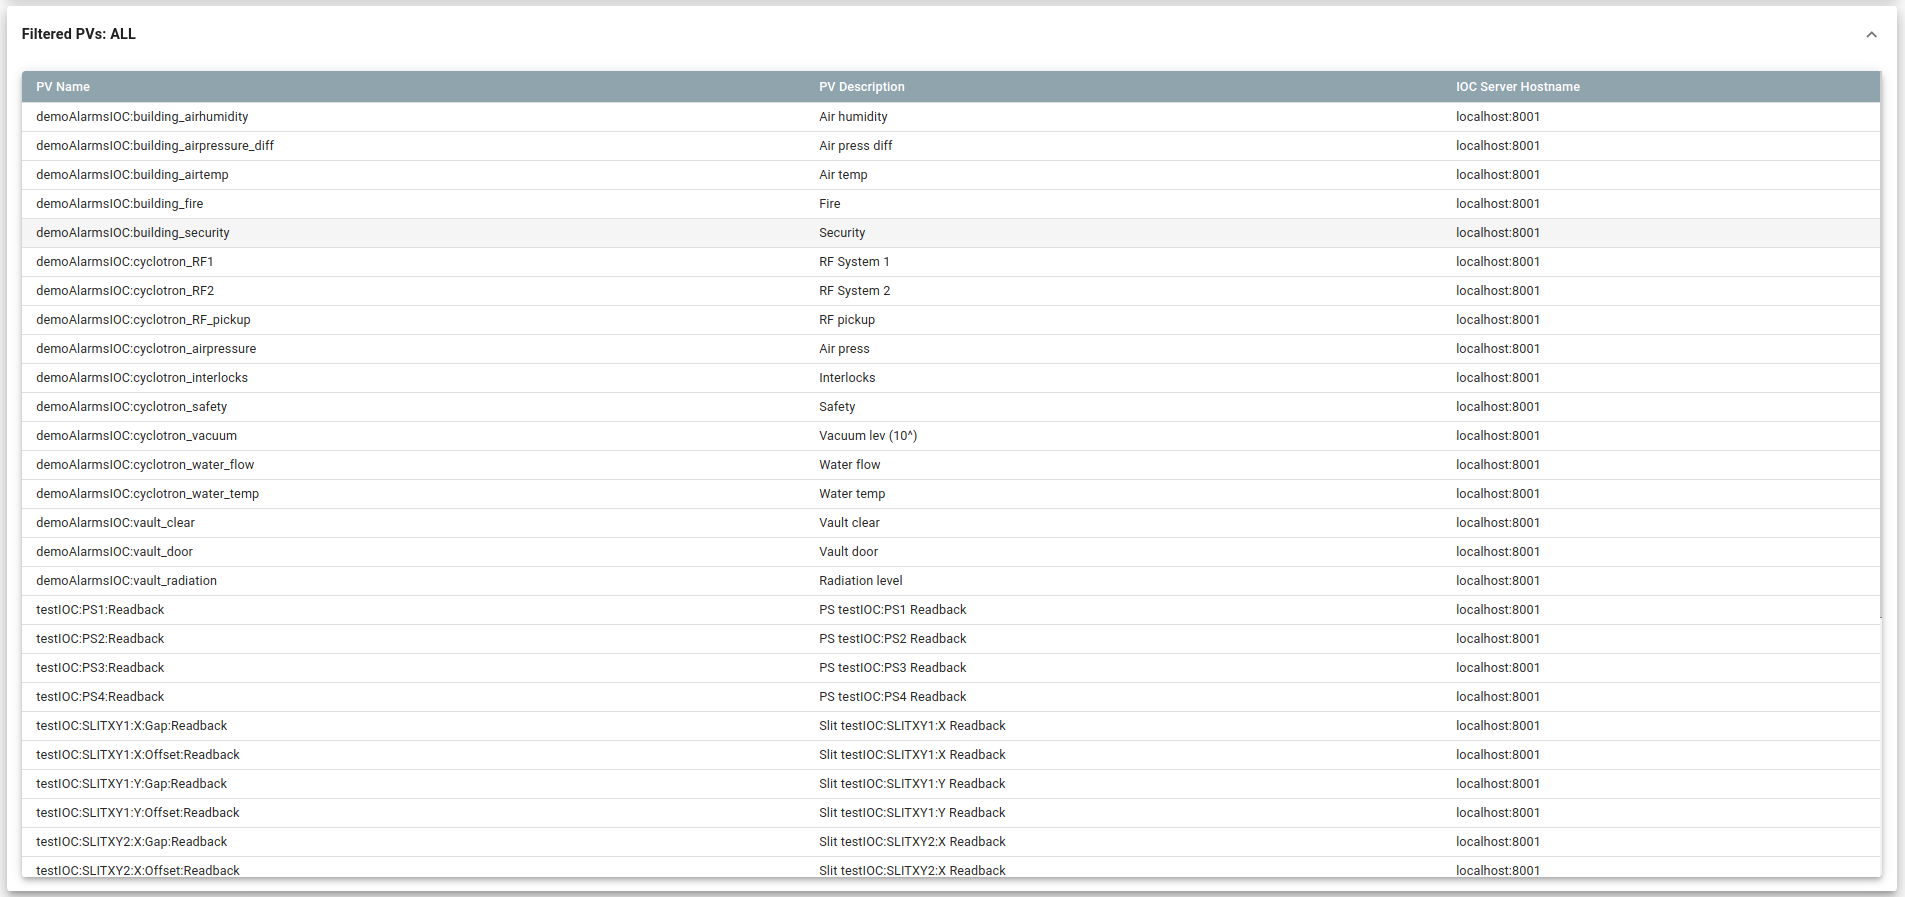 Filtered PVs: ALL
PV Name PV Description IOC Server Hostname
demoAlarmsIOC:building_airhumidity Air humidity localhost:8001
demoAlarmsIOC:building_airpressure_diff Air press diff localhost:8001
demoAlarmsIOC:building_airtemp Air temp localhost:8001
demoAlarmsIOC:building_fire Fire localhost:8001
demoAlarmsIOC:building_security Security localhost:8001
demoAlarmsIOC:cyclotron_RF1 RF System 1 localhost:8001
demoAlarmsIOC:cyclotron_RF2 RF System 2 localhost:8001
demoAlarmsIOC:cyclotron_RF_pickup RF pickup localhost:8001
demoAlarmsIOC:cyclotron_airpressure Air press localhost:8001
demoAlarmsIOC:cyclotron_interlocks Interlocks localhost:8001
demoAlarmsIOC:cyclotron_safety Safety localhost:8001
demoAlarmsIOC:cyclotron_vacuum Vacuum lev (10^) localhost:8001
demoAlarmsIOC:cyclotron_water_flow Water flow localhost:8001
demoAlarmsIOC:cyclotron_water_temp Water temp localhost:8001
demoAlarmsIOC:vault_clear Vault clear localhost:8001
demoAlarmsIOC:vault_door Vault door localhost:8001
demoAlarmsIOC:vault_radiation Radiation level localhost:8001
testIOC:PS1:Readback PS testIOC:PS1 Readback localhost:8001
testIOC:PS2:Readback PS testIOC:PS2 Readback localhost:8001
testIOC:PS3:Readback PS testIOC:PS3 Readback localhost:8001
testIOC:PS4:Readback PS testIOC:PS4 Readback localhost:8001
testIOC:SLITXY1:X:Gap:Readback Slit testIOC:SLITXY1:X Readback localhost:8001
testIOC:SLITXY1:X:Offset:Readback Slit testIOC:SLITXY1:X Readback localhost:8001
testIOC:SLITXY1:Y:Gap:Readback Slit testIOC:SLITXY1:Y Readback localhost:8001
testIOC:SLITXY1:Y:Offset:Readback Slit testIOC:SLITXY1:Y Readback localhost:8001
testIOC:SLITXY2:X:Gap:Readback Slit testIOC:SLITXY2:X Readback localhost:8001
testIOC:SLITXY2:X:Offset:Readback Slit testIOC:SLITXY2:X Readback localhost:8001